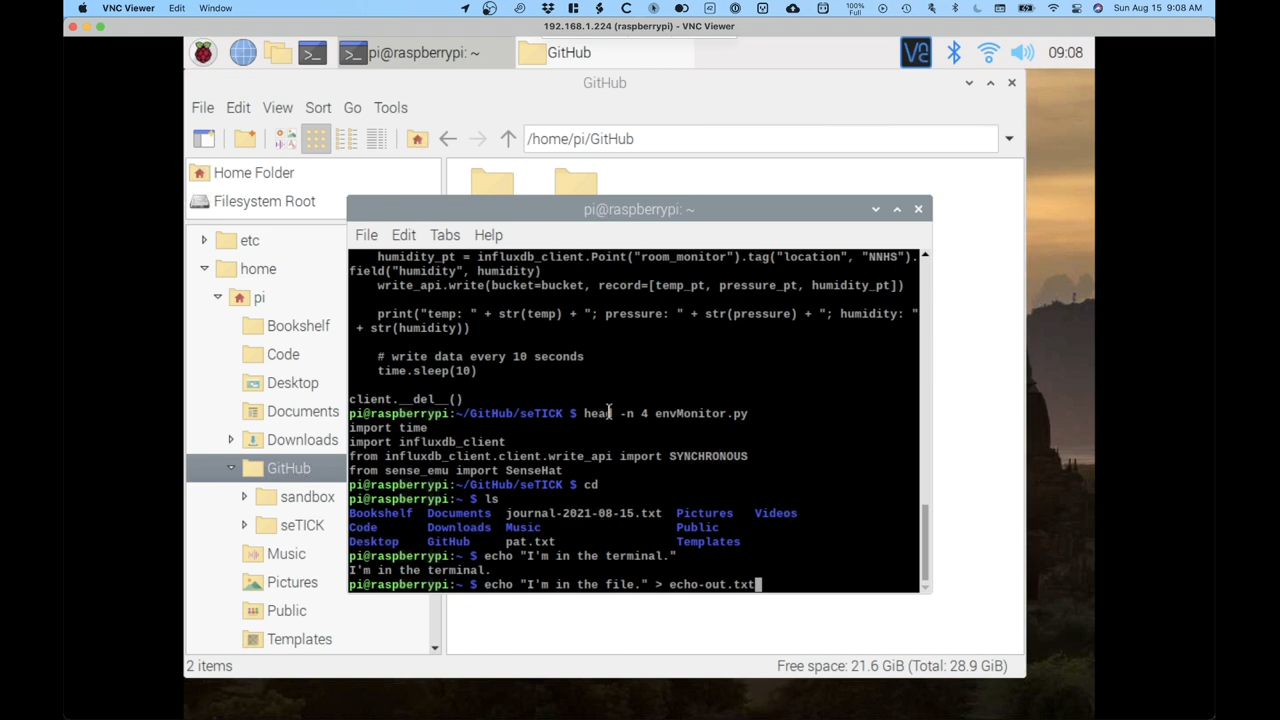 VNC Viewer Edit Window 100% Full Sun Aug 15 9:08 AM
192.168.1.224 (raspberrypi) - VNC Viewer
pi@raspberrypi: ~ GitHub 09:08
GitHub
File Edit View Sort Go Tools
/home/pi/GitHub
Home Folder
Filesystem Root
etc
home
pi
Bookshelf
Code
Desktop
Documents
Downloads
GitHub
sandbox
seTICK
Music
Pictures
Public
Templates
pi@raspberrypi: ~
File Edit Tabs Help
humidity_pt = influxdb_client.Point("room_monitor").tag("location", "NNHS").
field("humidity", humidity)
write_api.write(bucket=bucket, record=[temp_pt, pressure_pt, humidity_pt])
print("temp: " + str(temp) + "; pressure: " + str(pressure) + "; humidity: "
+ str(humidity))
# write data every 10 seconds
time.sleep(10)
client.__del__()
pi@raspberrypi:~/GitHub/seTICK $ head -n 4 envMonitor.py
import time
import influxdb_client
from influxdb_client.client.write_api import SYNCHRONOUS
from sense_emu import SenseHat
pi@raspberrypi:~/GitHub/seTICK $ cd
pi@raspberrypi:~ $ ls
Bookshelf Documents journal-2021-08-15.txt Pictures Videos
Code Downloads Music Public
Desktop GitHub pat.txt Templates
pi@raspberrypi:~ $ echo "I'm in the terminal."
I'm in the terminal.
pi@raspberrypi:~ $ echo "I'm in the file." > echo-out.txt
2 items Free space: 21.6 GiB (Total: 28.9 GiB)